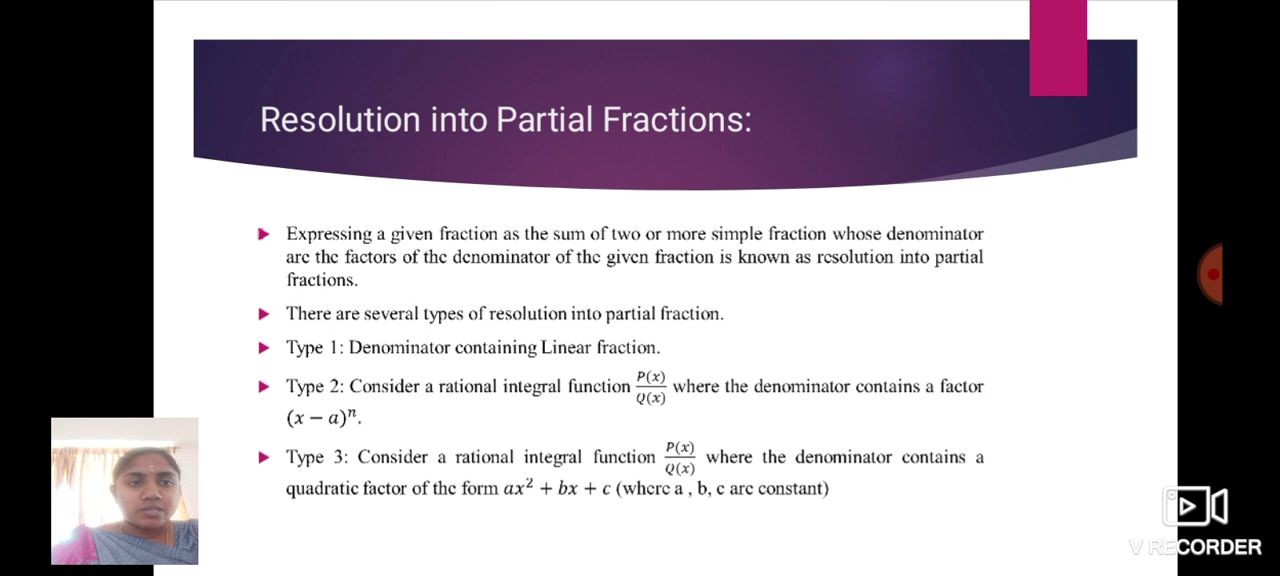 Resolution into Partial Fractions:
Expressing a given fraction as the sum of two or more simple fraction whose denominator
are the factors of the denominator of the given fraction is known as resolution into partial
fractions.
There are several types of resolution into partial fraction.
Type 1: Denominator containing Linear fraction.
Type 2: Consider a rational integral function P(x)/Q(x) where the denominator contains a factor
(x − a)ⁿ.
Type 3: Consider a rational integral function P(x)/Q(x) where the denominator contains a
quadratic factor of the form ax² + bx + c (where a , b, c are constant)
V RECORDER